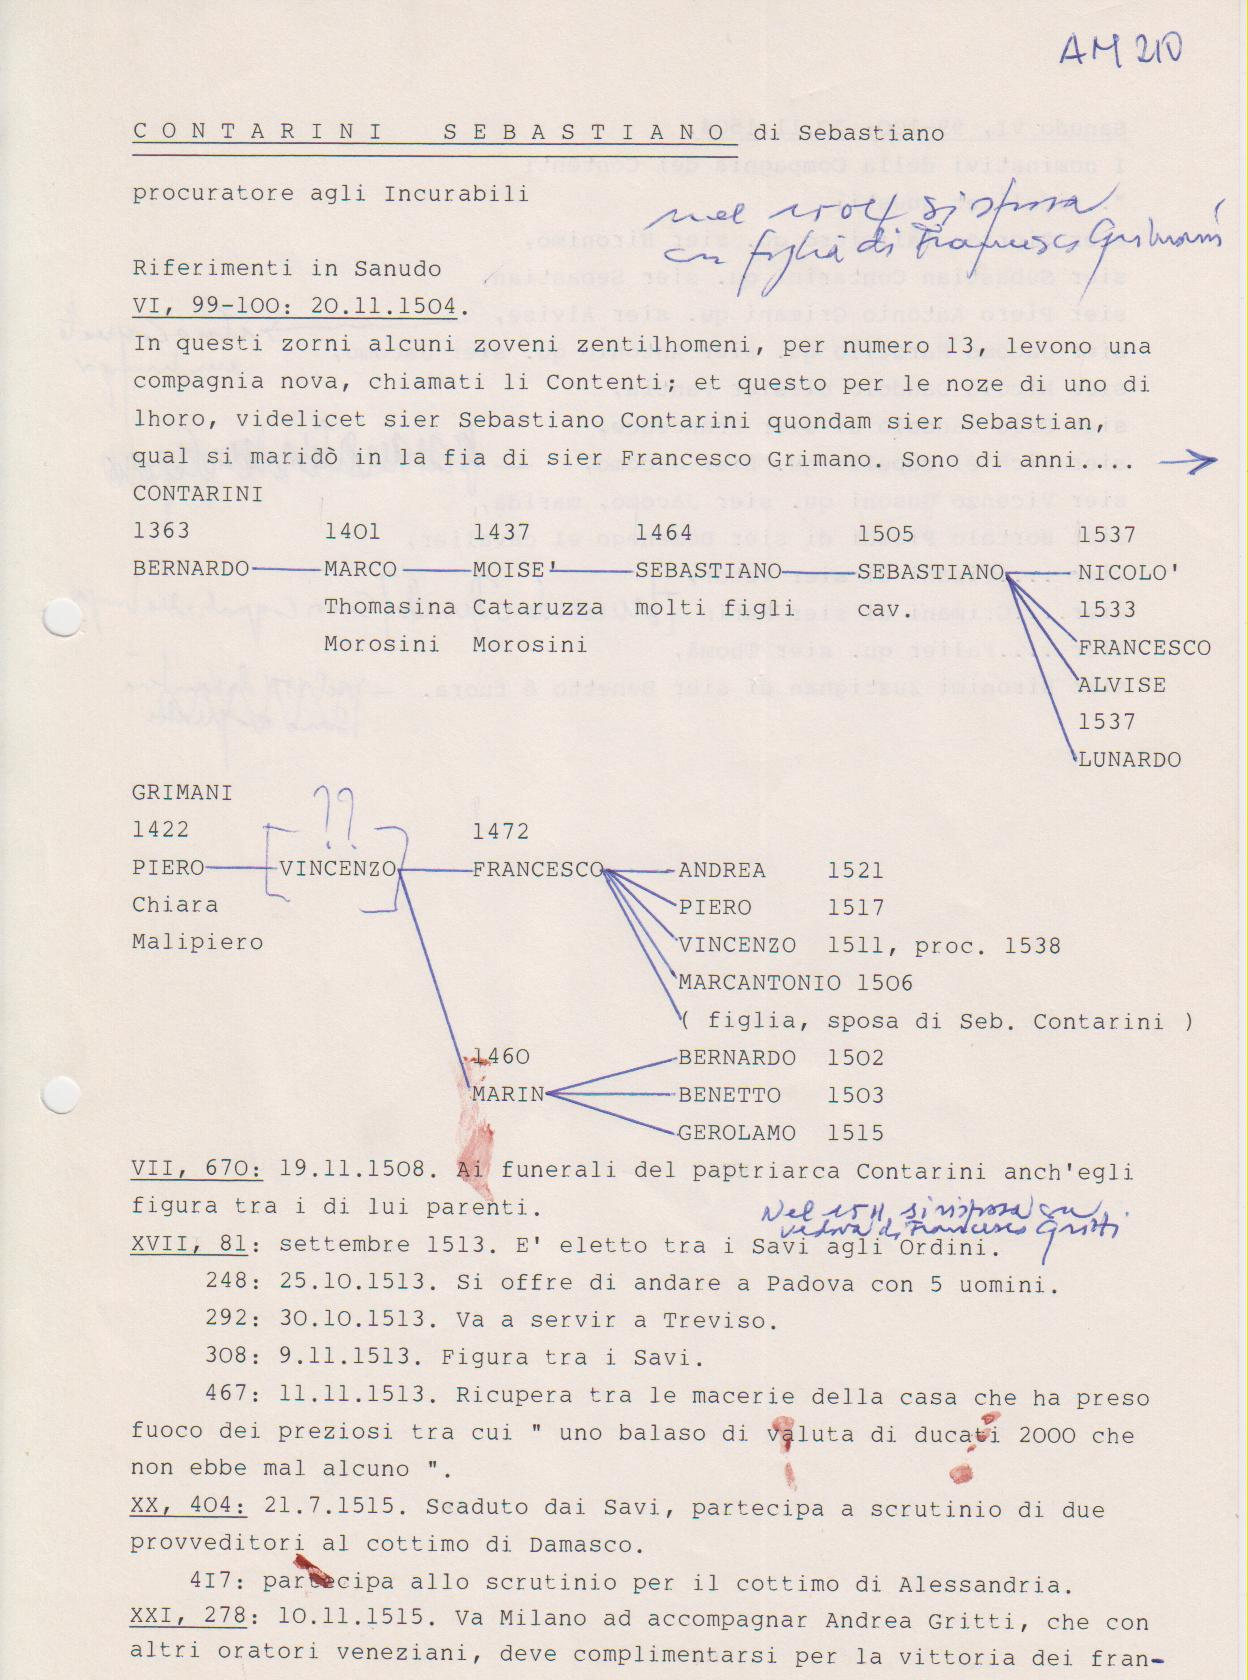 AM 210
CONTARINI SEBASTIANO di Sebastiano
procuratore agli Incurabili
nel 1504 si sposa
con figlia di Francesco Grimani
Riferimenti in Sanudo
VI, 99-100: 20.11.1504.
In questi zorni alcuni zoveni zentilhomeni, per numero 13, levono una
compagnia nova, chiamati li Contenti; et questo per le noze di uno di
lhoro, videlicet sier Sebastiano Contarini quondam sier Sebastian,
qual si maridò in la fia di sier Francesco Grimano. Sono di anni.... →
CONTARINI
1363 1401 1437 1464 1505 1537
BERNARDO MARCO MOISE' SEBASTIANO SEBASTIANO NICOLO'
Thomasina Cataruzza molti figli cav. 1533
Morosini Morosini FRANCESCO
ALVISE
1537
LUNARDO
GRIMANI ??
1422 1472
PIERO VINCENZO FRANCESCO ANDREA 1521
Chiara PIERO 1517
Malipiero VINCENZO 1511, proc. 1538
MARCANTONIO 1506
( figlia, sposa di Seb. Contarini )
1460 BERNARDO 1502
MARIN BENETTO 1503
GEROLAMO 1515
VII, 670: 19.11.1508. Ai funerali del paptriarca Contarini anch'egli
figura tra i di lui parenti.
Nel 1511 si risposa con
vedova di Francesco Gritti
XVII, 81: settembre 1513. E' eletto tra i Savi agli Ordini.
248: 25.10.1513. Si offre di andare a Padova con 5 uomini.
292: 30.10.1513. Va a servir a Treviso.
308: 9.11.1513. Figura tra i Savi.
467: 11.11.1513. Ricupera tra le macerie della casa che ha preso
fuoco dei preziosi tra cui " uno balaso di valuta di ducati 2000 che
non ebbe mal alcuno ".
XX, 404: 21.7.1515. Scaduto dai Savi, partecipa a scrutinio di due
provveditori al cottimo di Damasco.
4I7: partecipa allo scrutinio per il cottimo di Alessandria.
XXI, 278: 10.11.1515. Va Milano ad accompagnar Andrea Gritti, che con
altri oratori veneziani, deve complimentarsi per la vittoria dei fran-